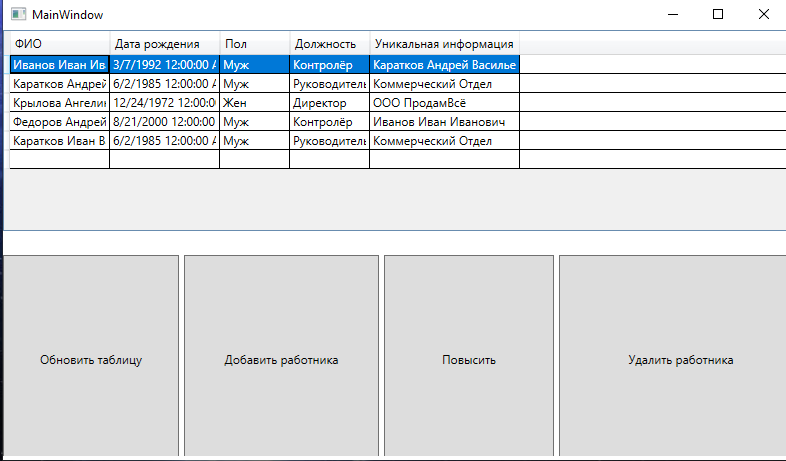 MainWindow
ФИО Дата рождения Пол Должность Уникальная информация
Иванов Иван Ив 3/7/1992 12:00:00 A Муж Контролёр Каратков Андрей Василье
Каратков Андрей 6/2/1985 12:00:00 A Муж Руководитель Коммерческий Отдел
Крылова Ангелин 12/24/1972 12:00:0 Жен Директор ООО ПродамВсё
Федоров Андрей 8/21/2000 12:00:00 Муж Контролёр Иванов Иван Иванович
Каратков Иван В 6/2/1985 12:00:00 A Муж Руководитель Коммерческий Отдел
Обновить таблицу Добавить работника Повысить Удалить работника